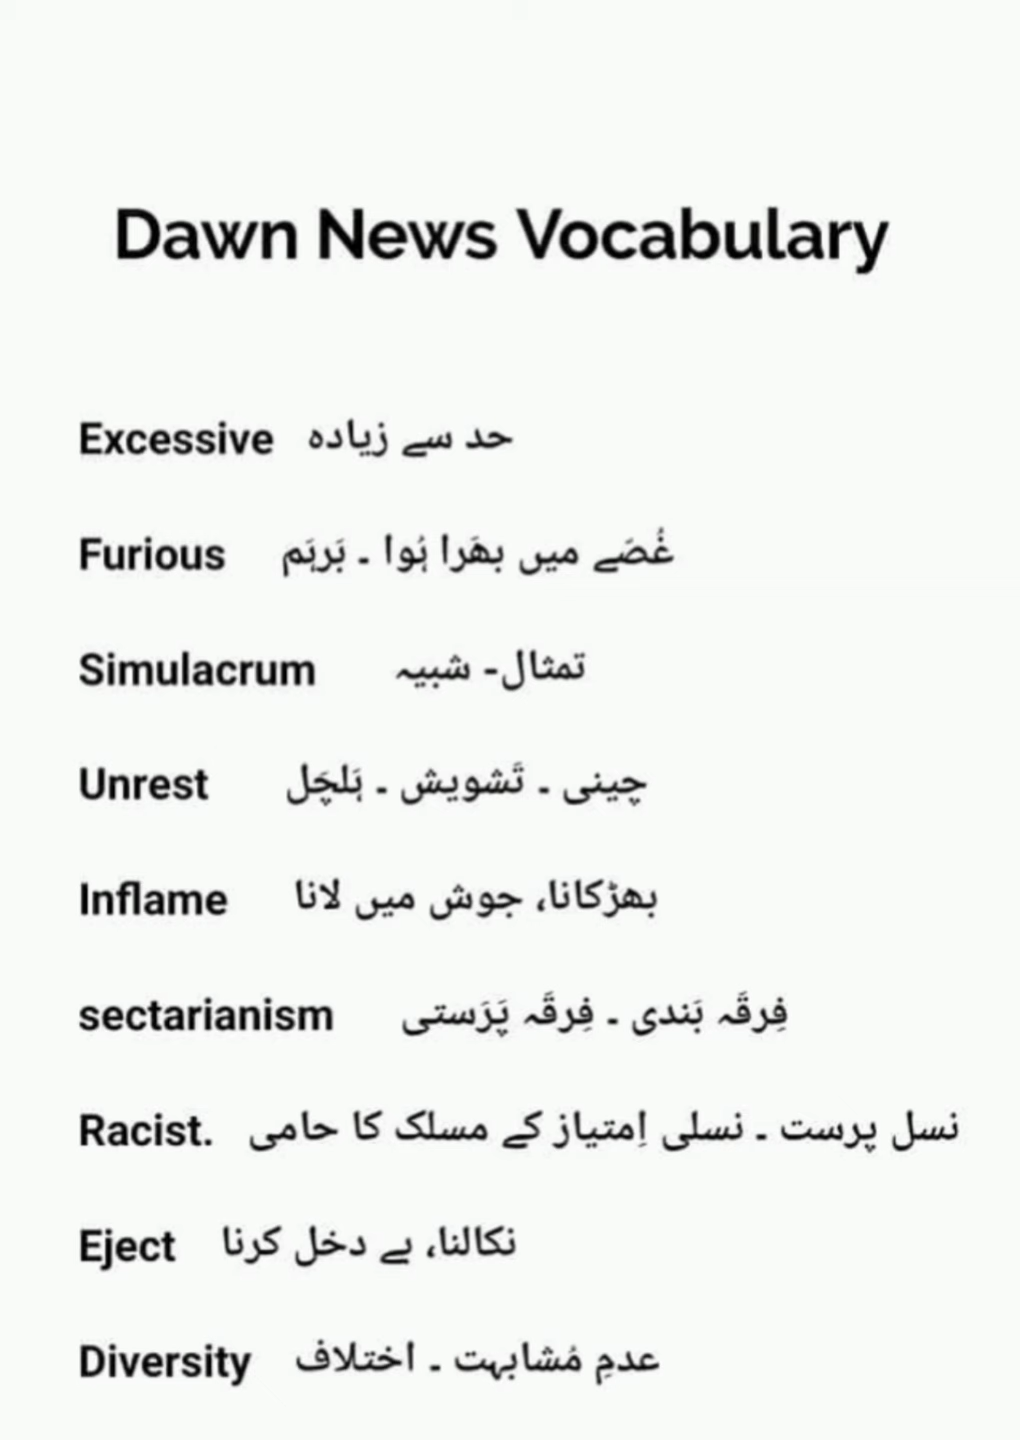 Dawn News Vocabulary
Excessive حد سے زیادہ
Furious غُصَے میں بھَرا ہُوا ۔ بَرہَم
Simulacrum تمثال- شبیہ
Unrest چینی ۔ تَشویش ۔ ہَلچَل
Inflame بھڑکانا، جوش میں لانا
sectarianism فِرقَہ بَندی ۔ فِرقَہ پَرَستی
Racist. نسل پرست ۔ نسلی اِمتیاز کے مسلک کا حامی
Eject نکالنا، بے دخل کرنا
Diversity عدمِ مُشابہت ۔ اختلاف